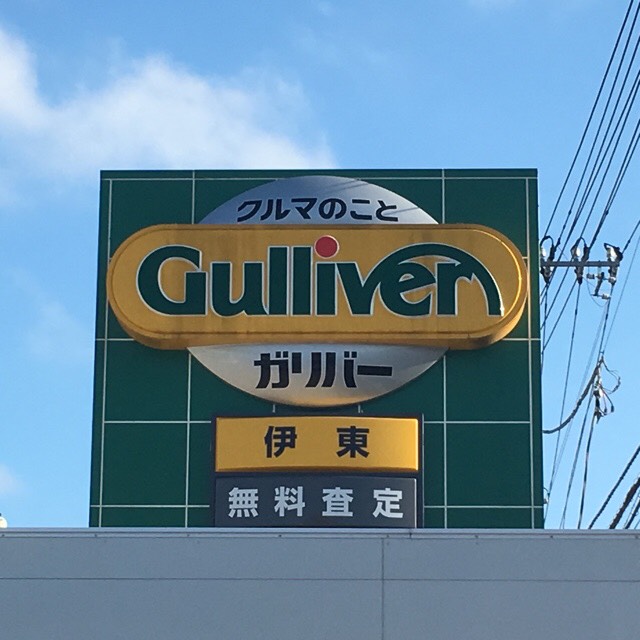 クルマのこと
Gulliver
ガリバー
伊東
無料査定